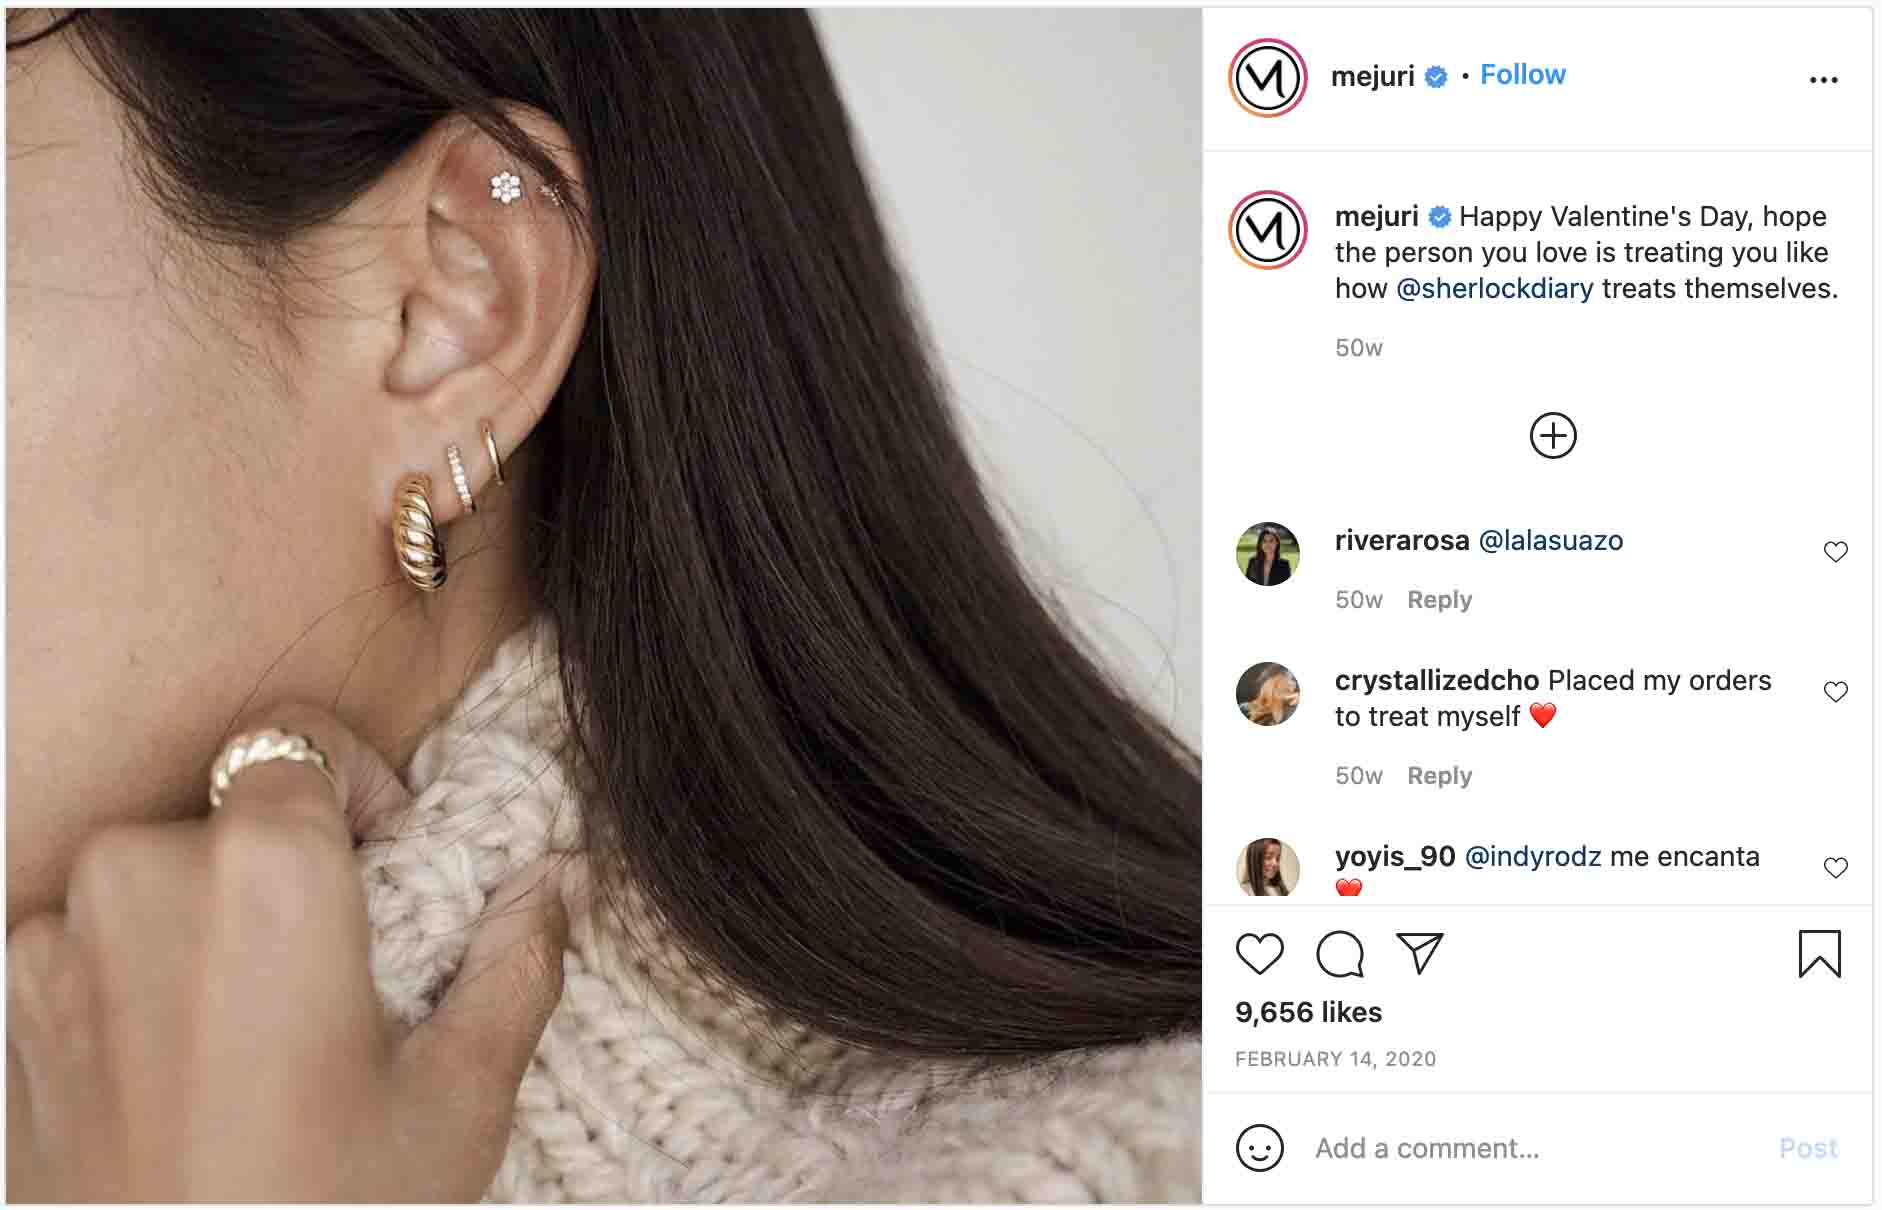 mejuri • Follow
mejuri Happy Valentine's Day, hope
the person you love is treating you like
how @sherlockdiary treats themselves.
50w
riverarosa @lalasuazo
50w Reply
crystallizedcho Placed my orders
to treat myself ❤️
50w Reply
yoyis_90 @indyrodz me encanta
❤️
9,656 likes
FEBRUARY 14, 2020
Add a comment...
Post